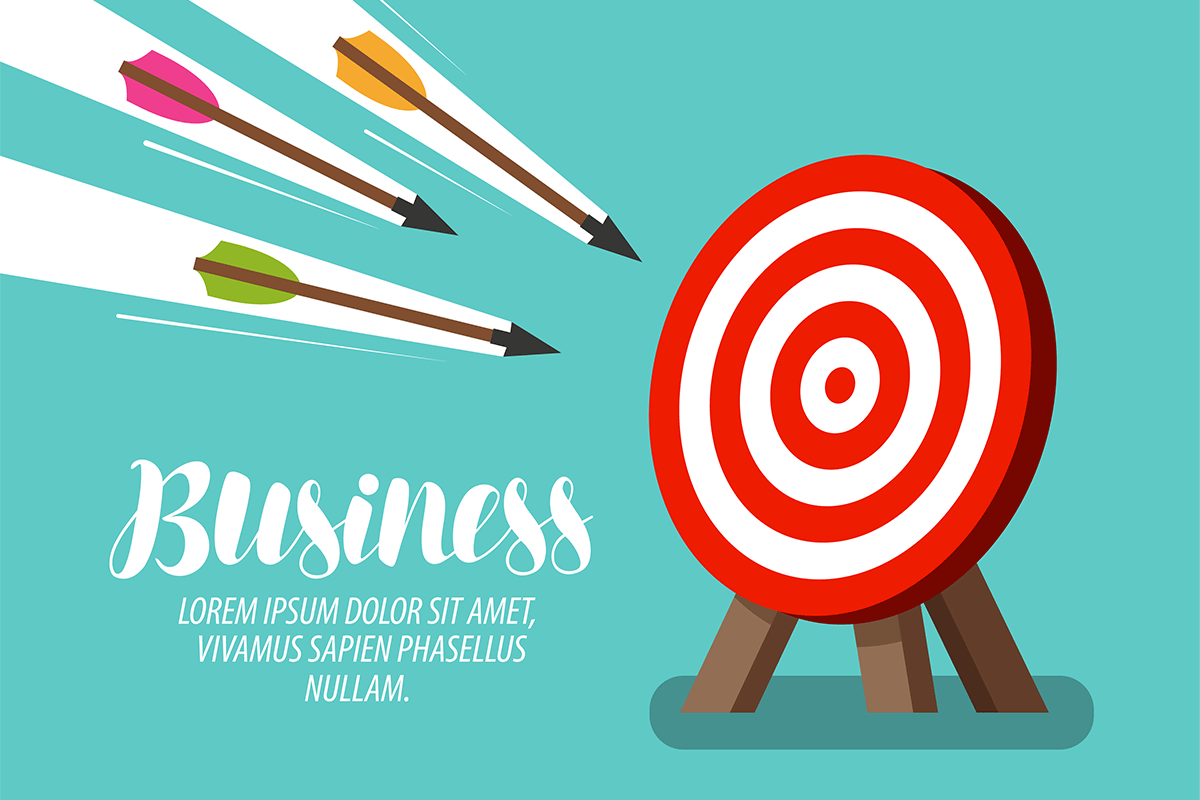 Business
LOREM IPSUM DOLOR SIT AMET,
VIVAMUS SAPIEN PHASELLUS
NULLAM.